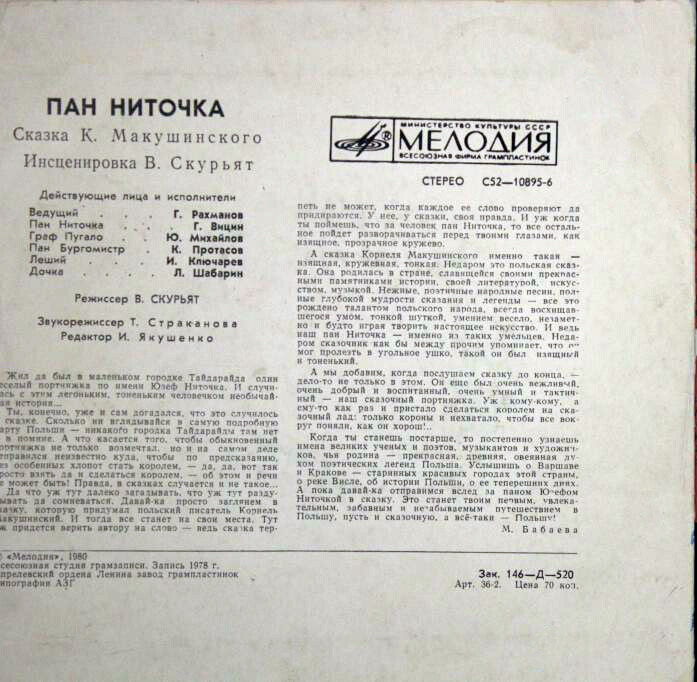 ПАН НИТОЧКА
Сказка К. Макушинского
Инсценировка В. Скурьят
Действующие лица и исполнители
Ведущий . . . Г. Рахманов
Пан Ниточка . . . Г. Вицин
Граф Пугало . . Ю. Михайлов
Пан Бургомистр . К. Протасов
Леший . . . И. Ключарев
Дочка . . . . Л. Шабарин
Режиссер В. СКУРЬЯТ
Звукорежиссер Т. Страканова
Редактор И. Якушенко
Жил да был в маленьком городке Тайдарайда один
еселый портняжка по имени Юзеф Ниточка. И случи-
ась с этим легоньким, тоненьким человечком необычай-
ая история...
Ты, конечно, уже и сам догадался, что это случилось
сказке. Сколько ни вглядывайся в самую подробную
арту Польши — никакого городка Тайдарайды там нет
в помине. А что касается того, чтобы обыкновенный
ортняжка не только возмечтал, но и на самом деле
тправился неизвестно куда, чтобы по предсказанию,
ез особенных хлопот стать королем, — да, да, вот так
росто взять да и сделаться королем, — об этом и речи
е может быть! Правда, в сказках случается и не такое...
Да что уж тут далеко загадывать, что уж тут разду-
ывать да сомневаться. Давай-ка просто заглянем в
казку, которую придумал польский писатель Корнель
акушинский. И тогда все станет на свои места. Тут
ж придется верить автору на слово — ведь сказка тер-
МИНИСТЕРСТВО КУЛЬТУРЫ СССР
® МЕЛОДИЯ
ВСЕСОЮЗНАЯ ФИРМА ГРАМПЛАСТИНОК
СТЕРЕО С52—10895-6
петь не может, когда каждое ее слово проверяют да
придираются. У нее, у сказки, своя правда. И уж когда
ты поймешь, что за человек пан Ниточка, то все осталь-
ное пойдет разворачиваться перед твоими глазами, как
изящное, прозрачное кружево.
А сказка Корнеля Макушинского именно такая —
изящная, кружевная, тонкая. Недаром это польская сказ-
ка. Она родилась в стране, славящейся своими прекрас-
ными памятниками истории, своей литературой, искус-
ством, музыкой. Нежные, поэтичные народные песни, пол-
ные глубокой мудрости сказания и легенды — все это
рождено талантом польского народа, всегда восхищав-
шегося умом, тонкой шуткой, умением весело, незамет-
но и будто играя творить настоящее искусство. И ведь
наш пан Ниточка — именно из таких умельцев. Неда-
ром сказочник как бы между прочим упоминает, что он
мог пролезть в угольное ушко, такой он был изящный
и тоненький.
А мы добавим, когда послушаем сказку до конца, —
дело-то не только в этом. Он еще был очень вежливый,
очень добрый и воспитанный, очень умный и тактич-
ный — наш сказочный портняжка. Уж кому-кому, а
ему-то как раз и пристало сделаться королем на ска-
зочный лад: только короны и нехватало, чтобы все вок-
руг поняли, как он хорош!..
Когда ты станешь постарше, то постепенно узнаешь
имена великих ученых и поэтов, музыкантов и художни-
ков, чья родина — прекрасная, древняя, овеянная ду-
хом поэтических легенд Польша. Услышишь о Варшаве
и Кракове — старинных красивых городах этой страны,
о реке Висле, об истории Польши, о ее теперешних днях.
А пока давай-ка отправимся вслед за паном Юзефом
Ниточкой в сказку. Это станет твоим первым, увлека-
тельным, забавным и незабываемым путешествием в
Польшу, пусть и сказочную, а всё-таки — Польшу!
М. Бабаева
«Мелодия», 1980
сесоюзная студия грамзаписи. Запись 1978 г.
прелевский ордена Ленина завод грампластинок
ипография АЗГ
Зак. 146—Д—520
Арт. 36-2. Цена 70 коп.